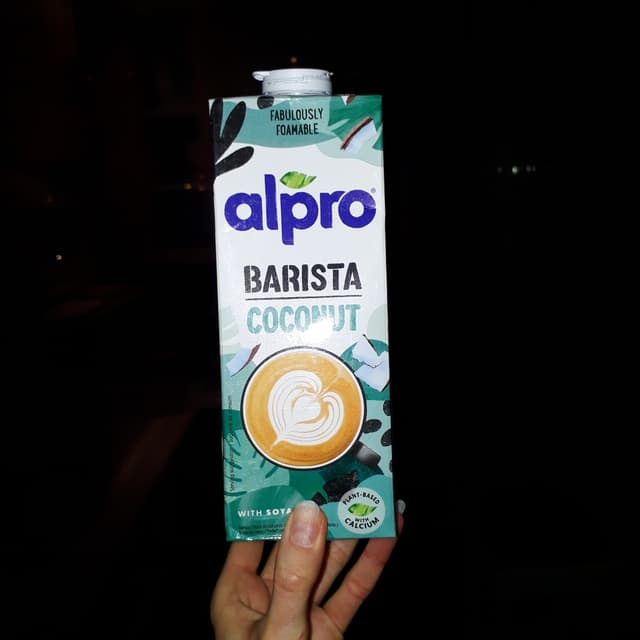 FABULOUSLY
FOAMABLE
alpro
BARISTA
COCONUT
WITH SOYA
PLANT-BASED
WITH
CALCIUM